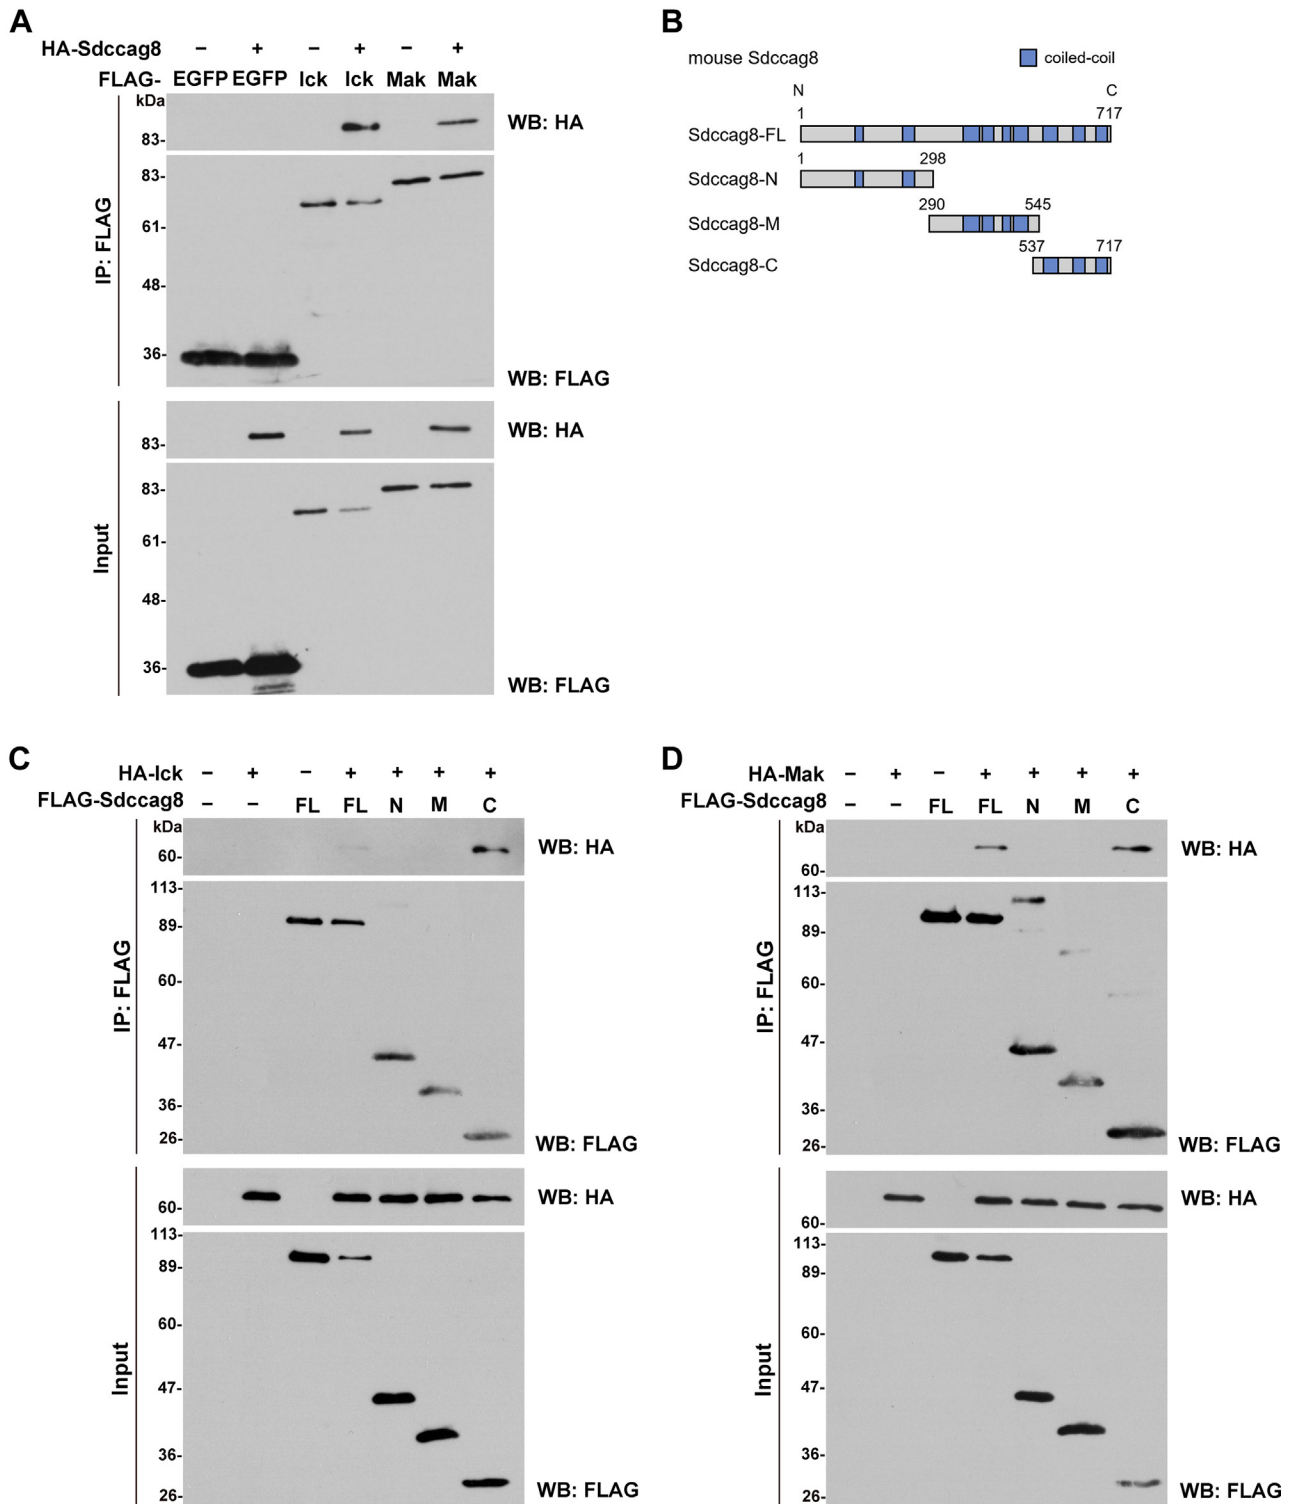 A
HA-Sdccag8 – + – + – +
FLAG- EGFP EGFP Ick Ick Mak Mak
kDa
83-
WB: HA
83-
61-
48-
36-
WB: FLAG
IP: FLAG
83-
WB: HA
83-
61-
48-
36-
WB: FLAG
Input
B
mouse Sdccag8
coiled-coil
N C
1 717
Sdccag8-FL
1 298
Sdccag8-N
290 545
Sdccag8-M
537 717
Sdccag8-C
C
HA-Ick – + – + + + +
FLAG-Sdccag8 – – FL FL N M C
kDa
60-
WB: HA
113-
89-
60-
47-
36-
26-
WB: FLAG
IP: FLAG
60-
WB: HA
113-
89-
60-
47-
36-
26-
WB: FLAG
Input
D
HA-Mak – + – + + + +
FLAG-Sdccag8 – – FL FL N M C
kDa
60-
WB: HA
113-
89-
60-
47-
36-
26-
WB: FLAG
IP: FLAG
60-
WB: HA
113-
89-
60-
47-
36-
26-
WB: FLAG
Input